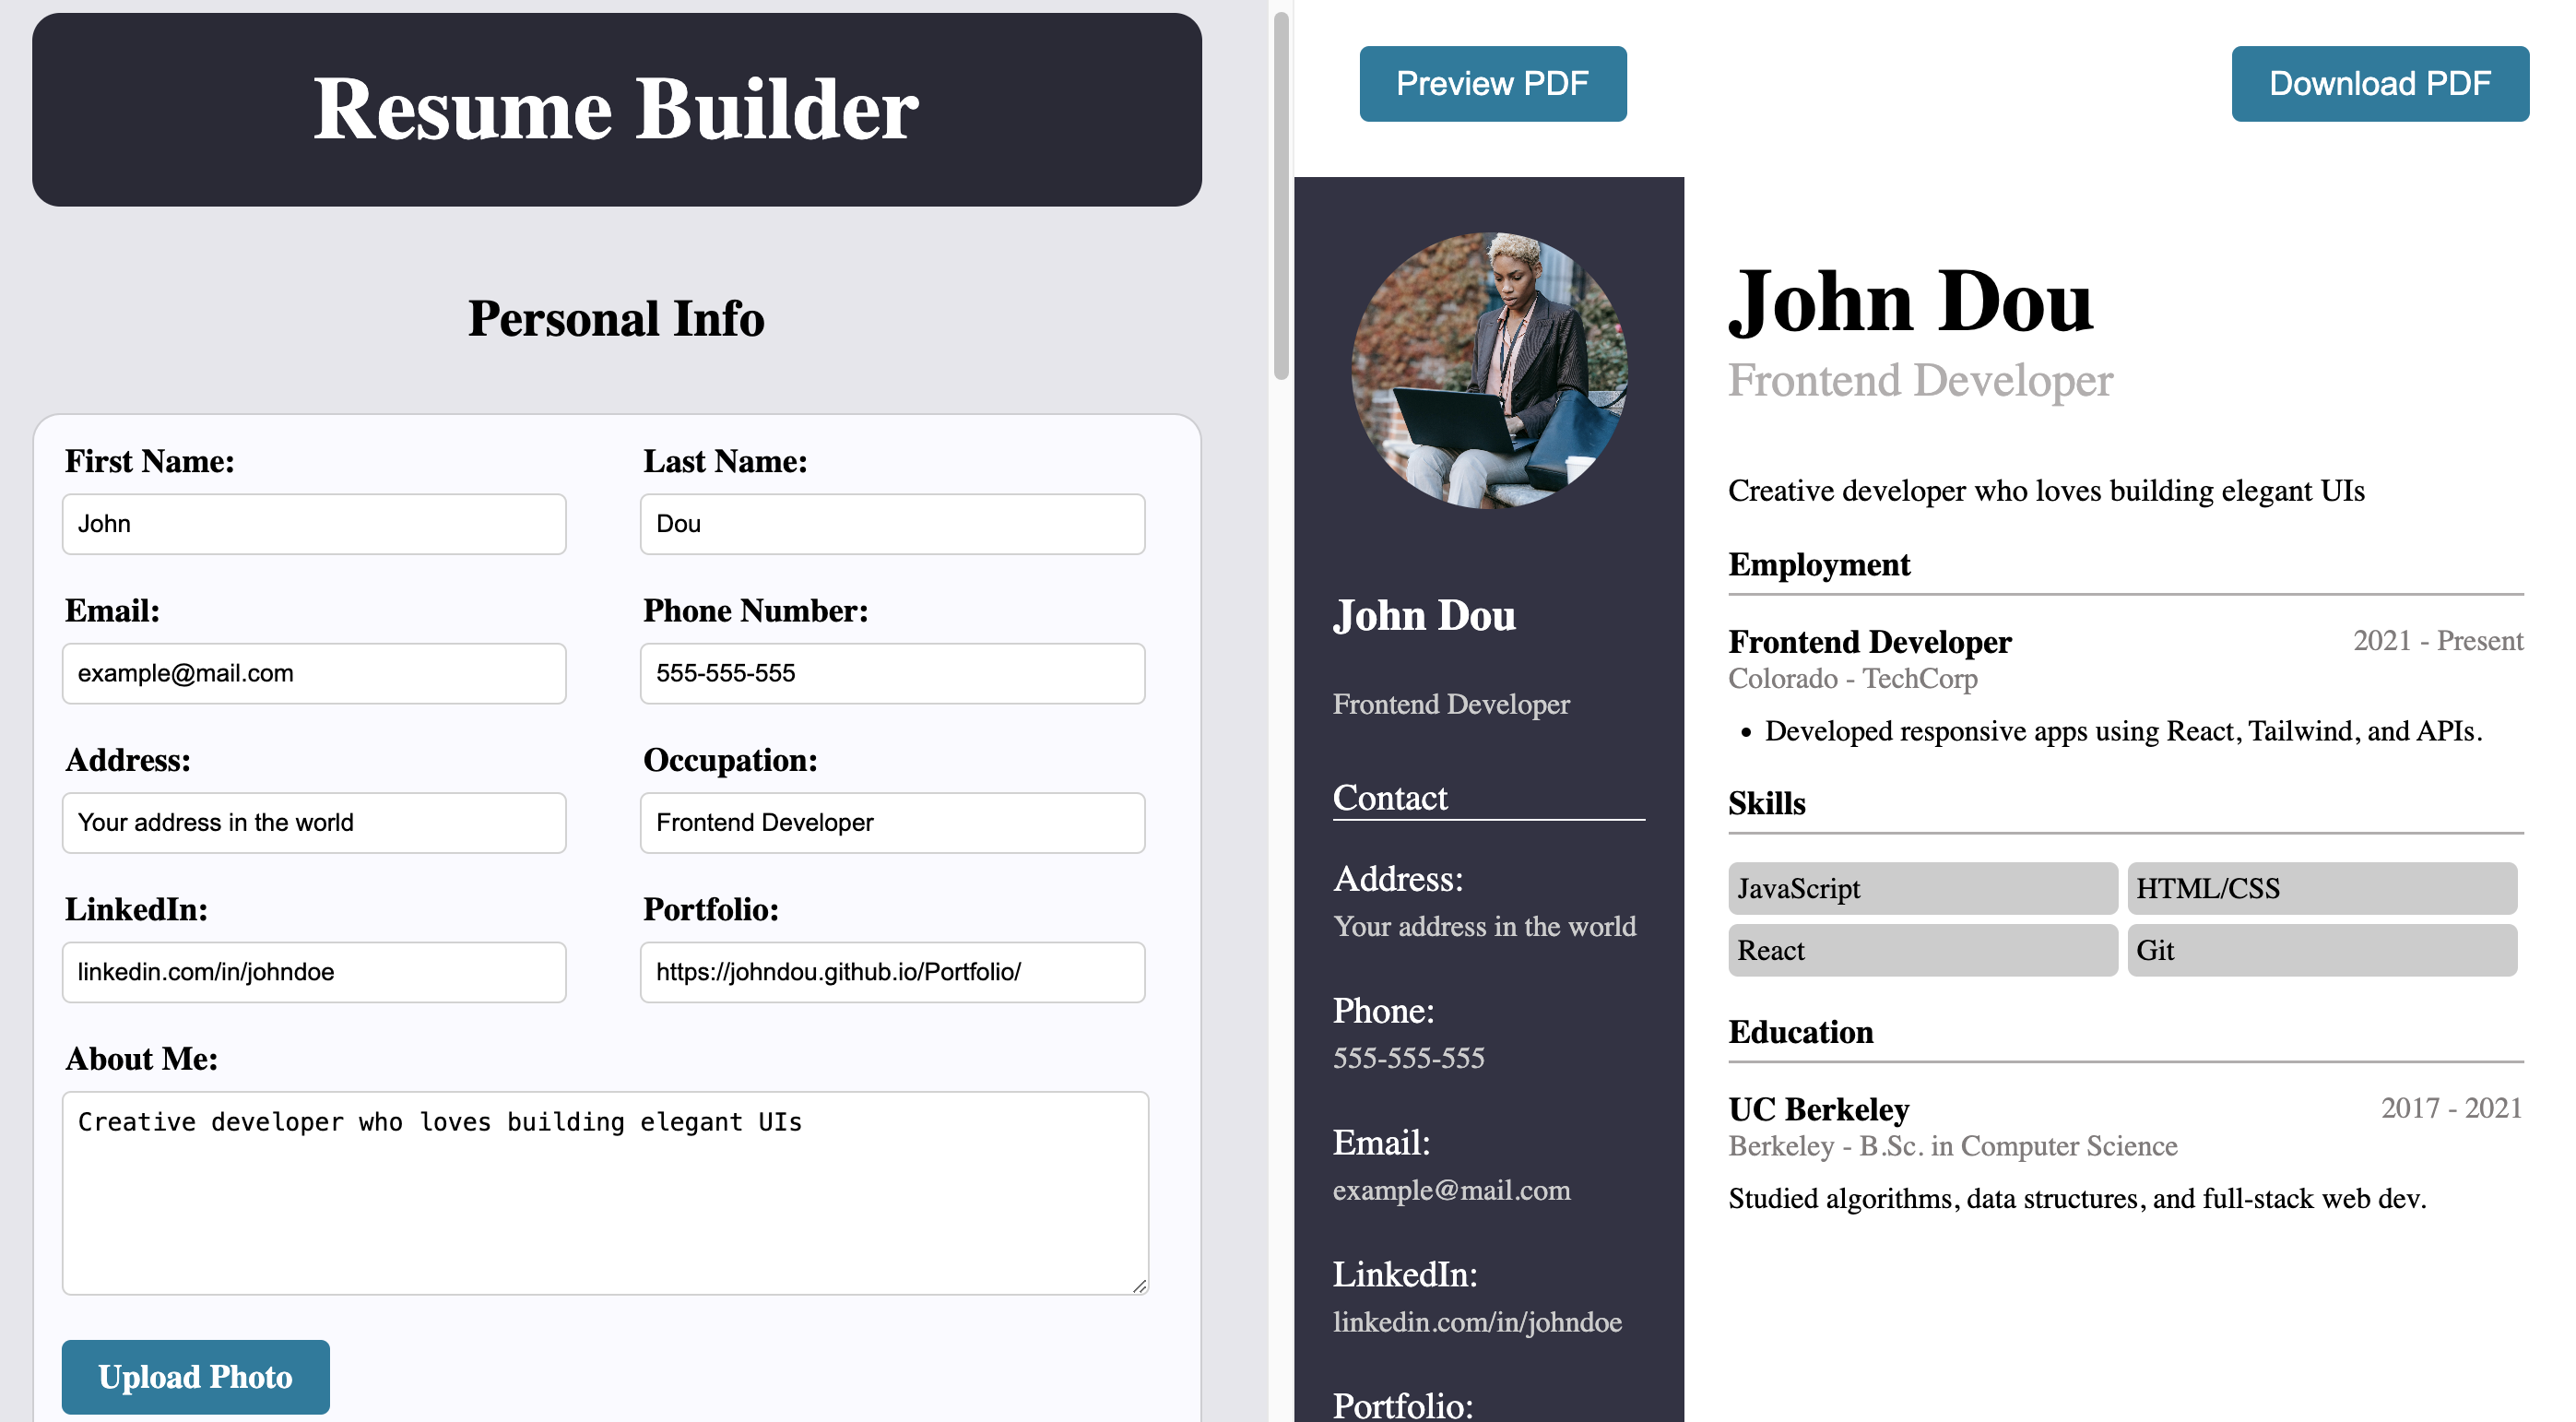 Resume Builder
Personal Info
First Name:
Last Name:
John
Dou
Email:
Phone Number:
example@mail.com
555-555-555
Address:
Occupation:
Your address in the world
Frontend Developer
LinkedIn:
Portfolio:
linkedin.com/in/johndoe
https://johndou.github.io/Portfolio/
About Me:
Creative developer who loves building elegant UIs
Upload Photo
Preview PDF
Download PDF
John Dou
Frontend Developer
Contact
Address:
Your address in the world
Phone:
555-555-555
Email:
example@mail.com
LinkedIn:
linkedin.com/in/johndoe
Portfolio:
John Dou
Frontend Developer
Creative developer who loves building elegant UIs
Employment
Frontend Developer
2021 - Present
Colorado - TechCorp
• Developed responsive apps using React, Tailwind, and APIs.
Skills
JavaScript
HTML/CSS
React
Git
Education
UC Berkeley
2017 - 2021
Berkeley - B.Sc. in Computer Science
Studied algorithms, data structures, and full-stack web dev.